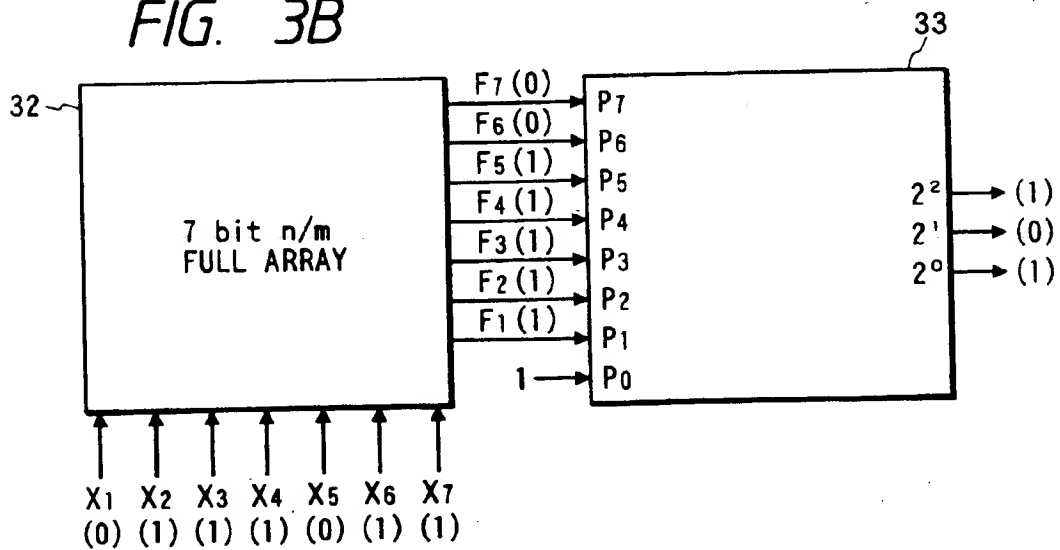 FIG. 3B
33
32
F7(0)
P7
F6(0)
P6
F5(1)
P5
F4(1)
P4
F3(1)
P3
F2(1)
P2
F1(1)
P1
1
P0
7 bit n/m
FULL ARRAY
2² (1)
2¹ (0)
2⁰ (1)
X1 X2 X3 X4 X5 X6 X7
(0) (1) (1) (1) (0) (1) (1)